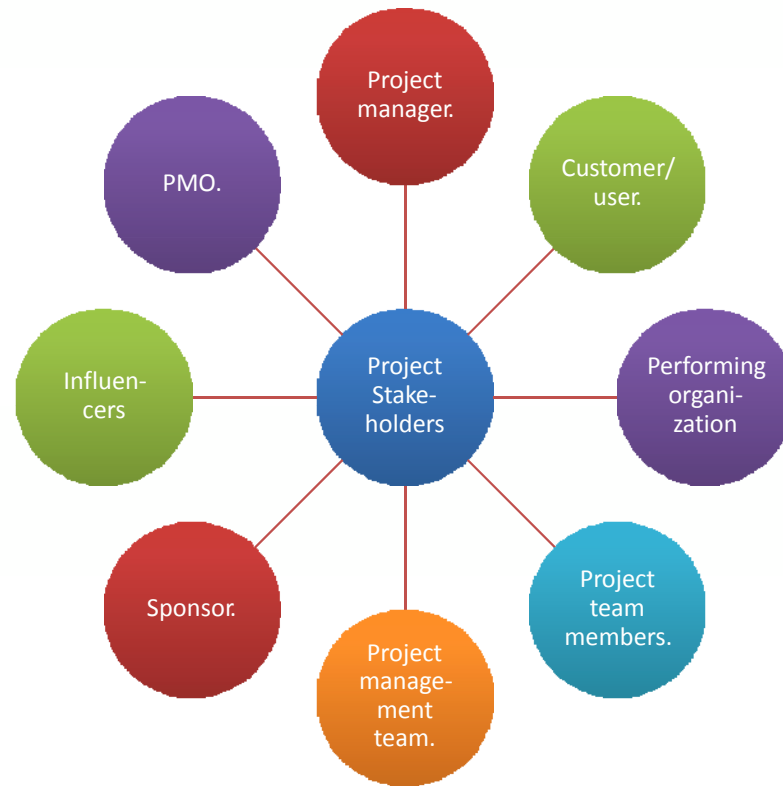 Project
manager.
Customer/
user.
Performing
organi-
zation
Project
team
members.
Project
manage-
ment
team.
Sponsor.
Influen-
cers
PMO.
Project
Stake-
holders